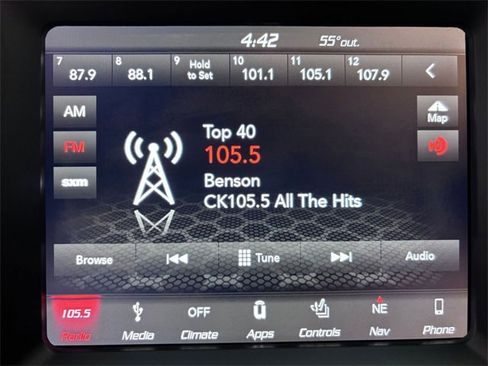 4:42 55°out.
7 8 9 Hold 10 11 12
87.9 88.1 to Set 101.1 105.1 107.9
AM
Map
FM
Top 40
105.5
sxm
Benson
CK105.5 All The Hits
Browse Tune Audio
105.5 OFF NE
Radio Media Climate Apps Controls Nav Phone